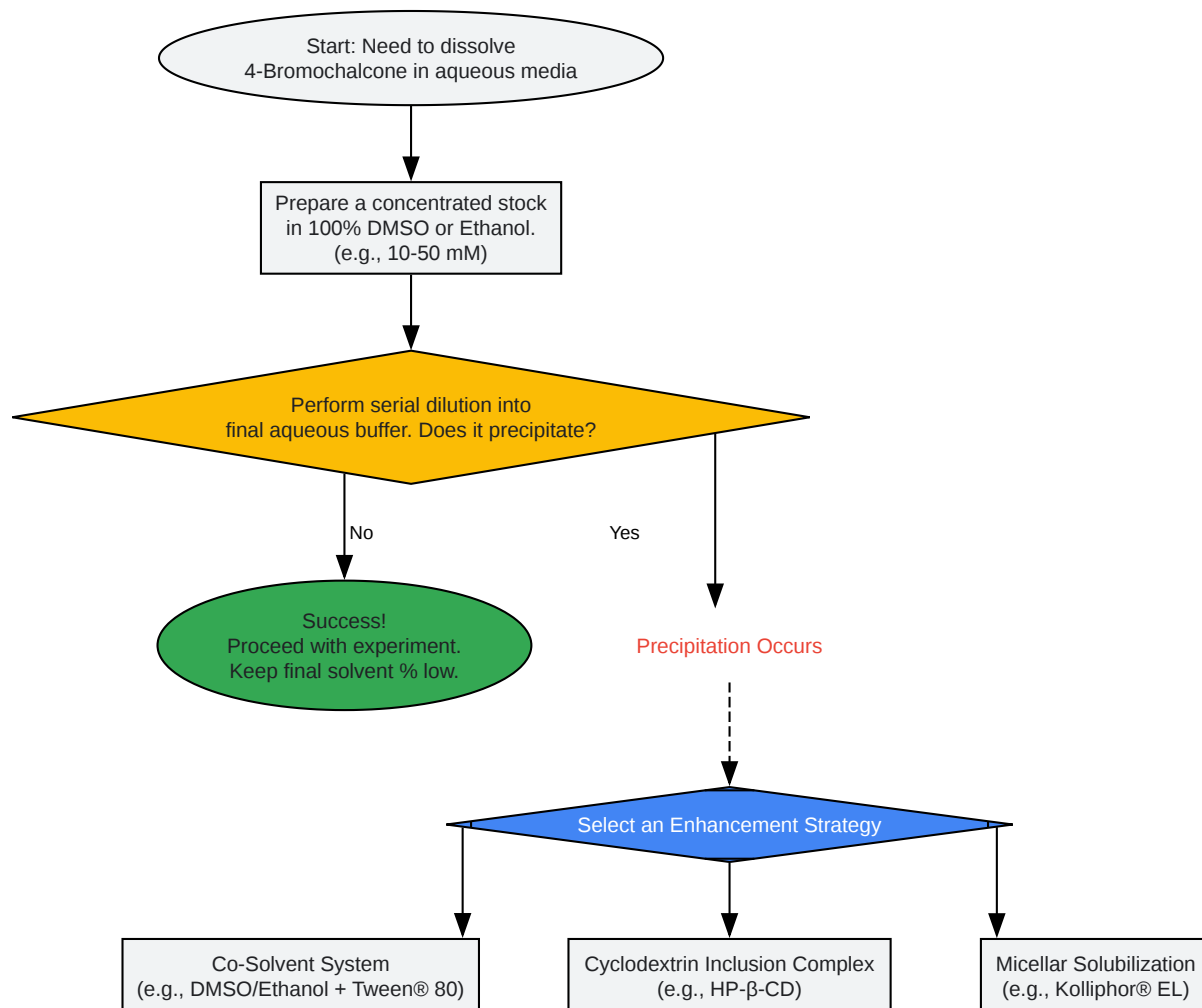 Start: Need to dissolve
4-Bromochalcone in aqueous media
Prepare a concentrated stock
in 100% DMSO or Ethanol.
(e.g., 10-50 mM)
Perform serial dilution into
final aqueous buffer. Does it precipitate?
No
Yes
Success!
Proceed with experiment.
Keep final solvent % low.
Precipitation Occurs
Select an Enhancement Strategy
Co-Solvent System
(e.g., DMSO/Ethanol + Tween® 80)
Cyclodextrin Inclusion Complex
(e.g., HP-β-CD)
Micellar Solubilization
(e.g., Kolliphor® EL)